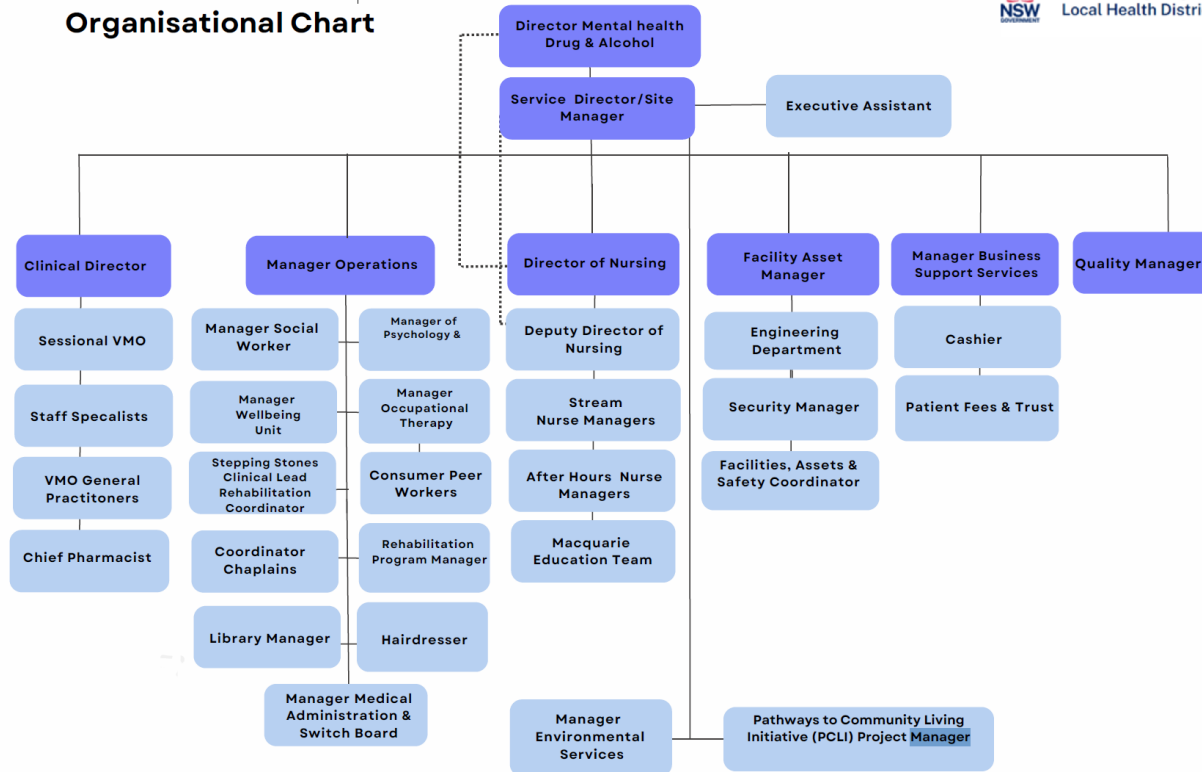 Organisational Chart
NSW
GOVERNMENT
Local Health Distri
Director Mental health
Drug & Alcohol
Service Director/Site
Manager
Executive Assistant
Clinical Director
Manager Operations
Director of Nursing
Facility Asset
Manager
Manager Business
Support Services
Quality Manager
Sessional VMO
Staff Specalists
VMO General
Practitoners
Chief Pharmacist
Manager Social
Worker
Manager of
Psychology &
Manager
Wellbeing
Unit
Manager
Occupational
Therapy
Stepping Stones
Clinical Lead
Rehabilitation
Coordinator
Consumer Peer
Workers
Coordinator
Chaplains
Rehabilitation
Program Manager
Library Manager
Hairdresser
Manager Medical
Administration &
Switch Board
Deputy Director of
Nursing
Stream
Nurse Managers
After Hours Nurse
Managers
Macquarie
Education Team
Engineering
Department
Security Manager
Facilities, Assets &
Safety Coordinator
Cashier
Patient Fees & Trust
Manager
Environmental
Services
Pathways to Community Living
Initiative (PCLI) Project Manager